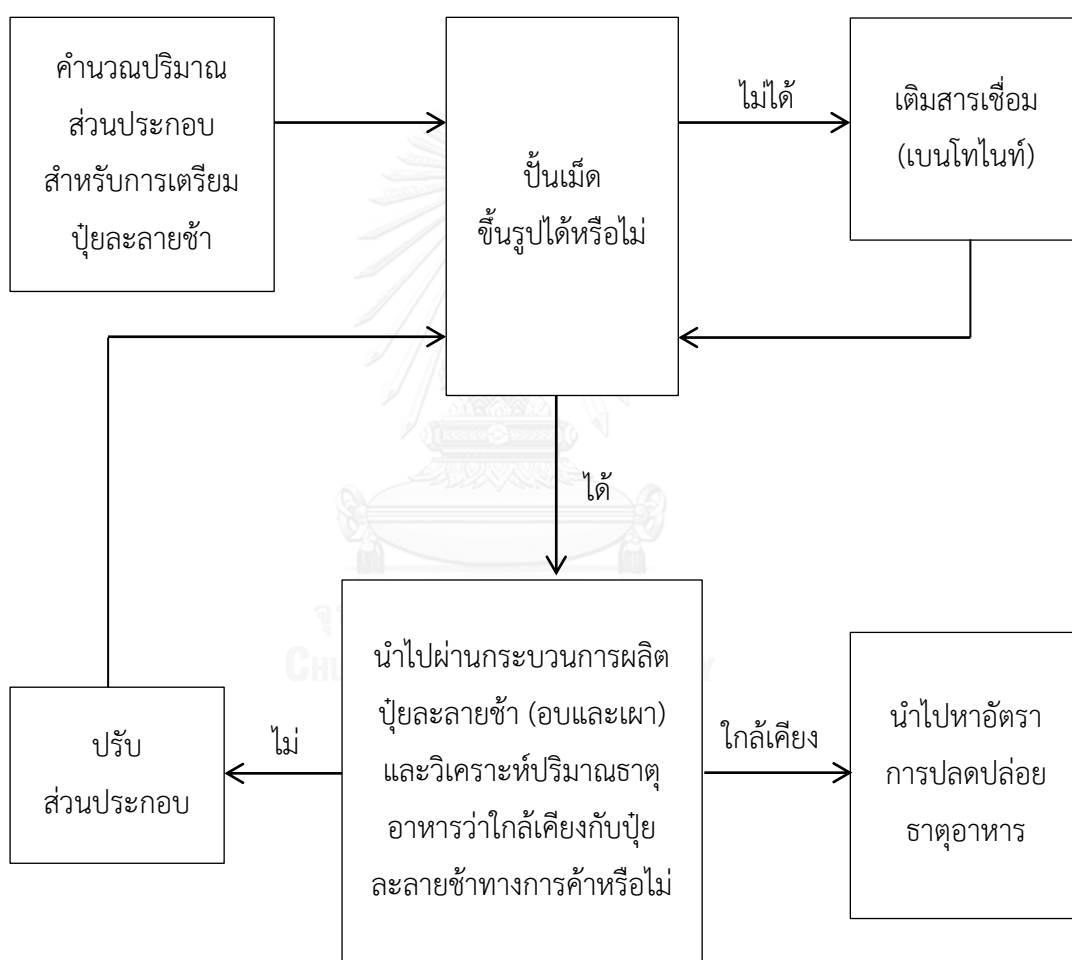 คำนวณปริมาณ
ส่วนประกอบ
สำหรับการเตรียม
ปุ๋ยละลายช้า
ปั้นเม็ด
ขึ้นรูปได้หรือไม่
ไม่ได้
เติมสารเชื่อม
(เบนโทไนท์)
ได้
นำไปผ่านกระบวนการผลิต
ปุ๋ยละลายช้า (อบและเผา)
และวิเคราะห์ปริมาณธาตุ
อาหารว่าใกล้เคียงกับปุ๋ย
ละลายช้าทางการค้าหรือไม่
ไม่
ปรับ
ส่วนประกอบ
ใกล้เคียง
นำไปหาอัตรา
การปลดปล่อย
ธาตุอาหาร